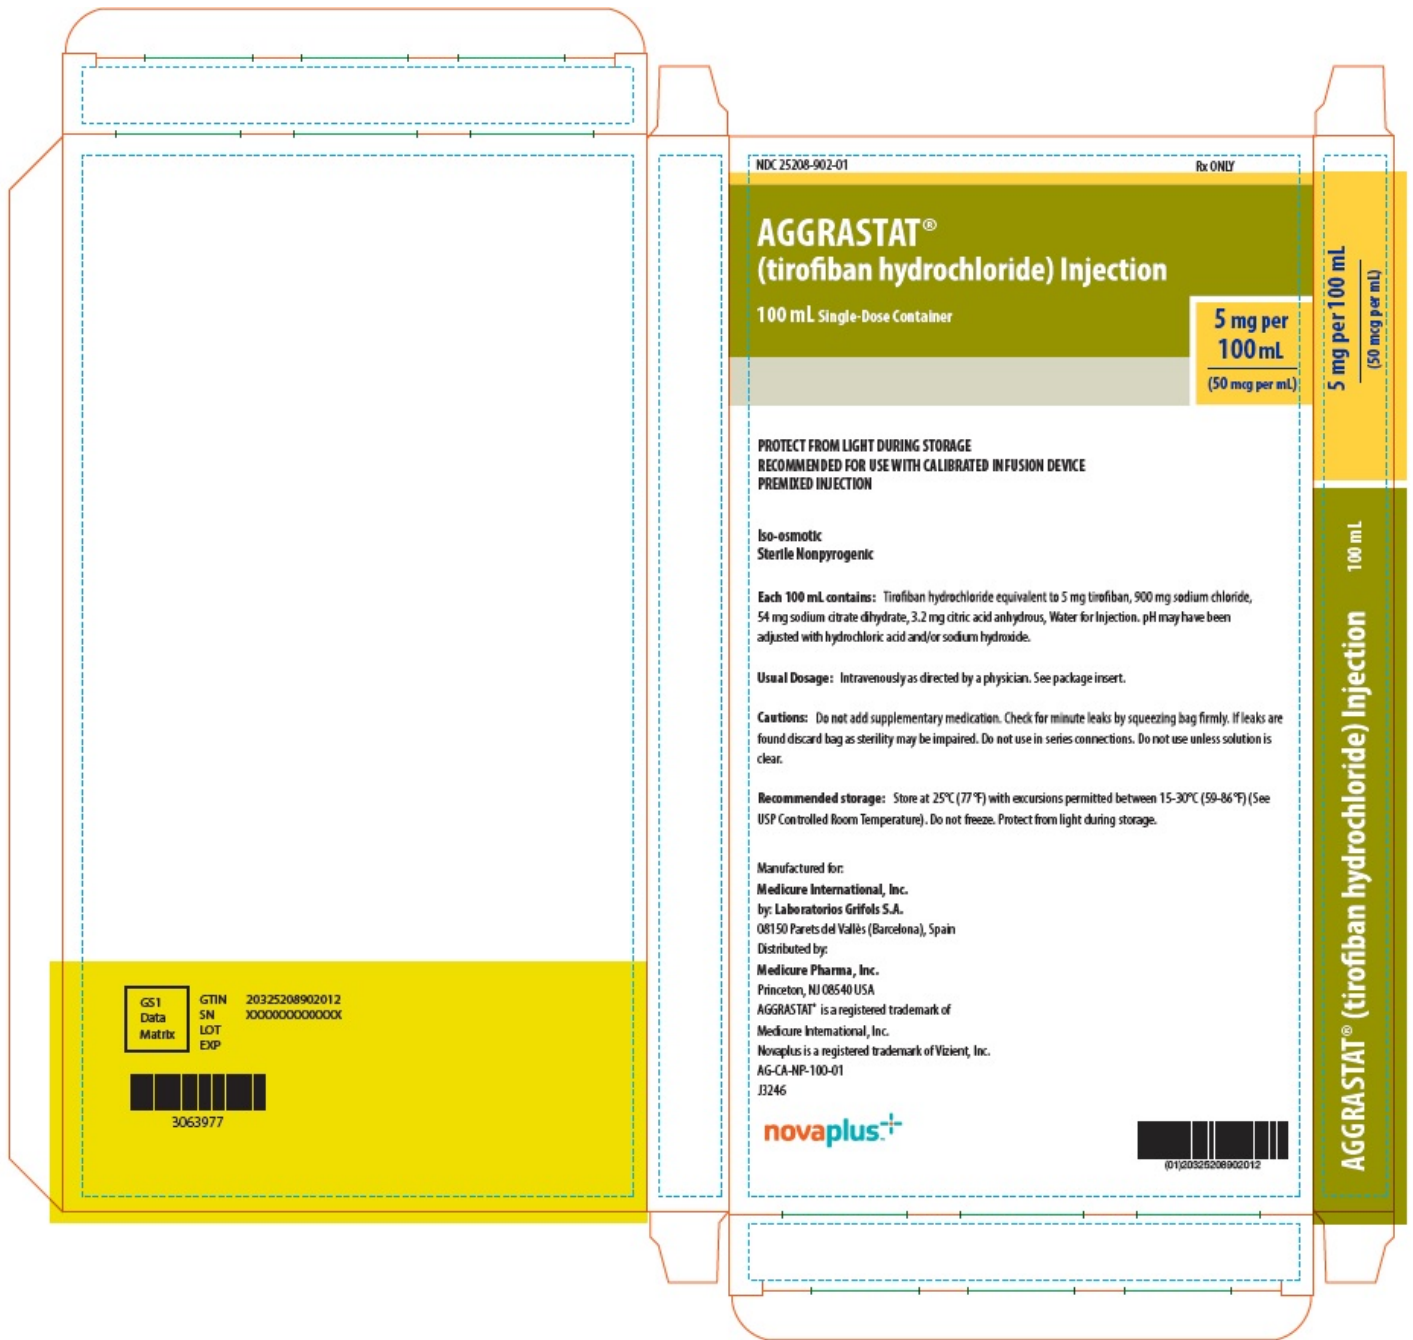 NDC 25208-902-01
Rx ONLY
AGGRASTAT®
(tirofiban hydrochloride) Injection
100 mL Single-Dose Container
5 mg per
100 mL
(50 mcg per mL)
PROTECT FROM LIGHT DURING STORAGE
RECOMMENDED FOR USE WITH CALIBRATED INFUSION DEVICE
PREMIXED INJECTION
Iso-osmotic
Sterile Nonpyrogenic
Each 100 mL contains: Tirofiban hydrochloride equivalent to 5 mg tirofiban, 900 mg sodium chloride,
54 mg sodium citrate dihydrate, 3.2 mg citric acid anhydrous, Water for Injection. pH may have been
adjusted with hydrochloric acid and/or sodium hydroxide.
Usual Dosage: Intravenously as directed by a physician. See package insert.
Cautions: Do not add supplementary medication. Check for minute leaks by squeezing bag firmly. If leaks are
found discard bag as sterility may be impaired. Do not use in series connections. Do not use unless solution is
clear.
Recommended storage: Store at 25°C (77°F) with excursions permitted between 15-30°C (59-86°F) (See
USP Controlled Room Temperature). Do not freeze. Protect from light during storage.
Manufactured for:
Medicure International, Inc.
by: Laboratorios Grifols S.A.
08150 Parets del Vallès (Barcelona), Spain
Distributed by:
Medicure Pharma, Inc.
Princeton, NJ 08540 USA
AGGRASTAT® is a registered trademark of
Medicure International, Inc.
Novaplus is a registered trademark of Vizient, Inc.
AG-CA-NP-100-01
J3246
novaplus™
(01)20325208902012
5 mg per 100 mL
(50 mcg per mL)
AGGRASTAT® (tirofiban hydrochloride) Injection 100 mL
GS1
Data
Matrix
GTIN 20325208902012
SN XXXXXXXXXXXXX
LOT
EXP
3063977